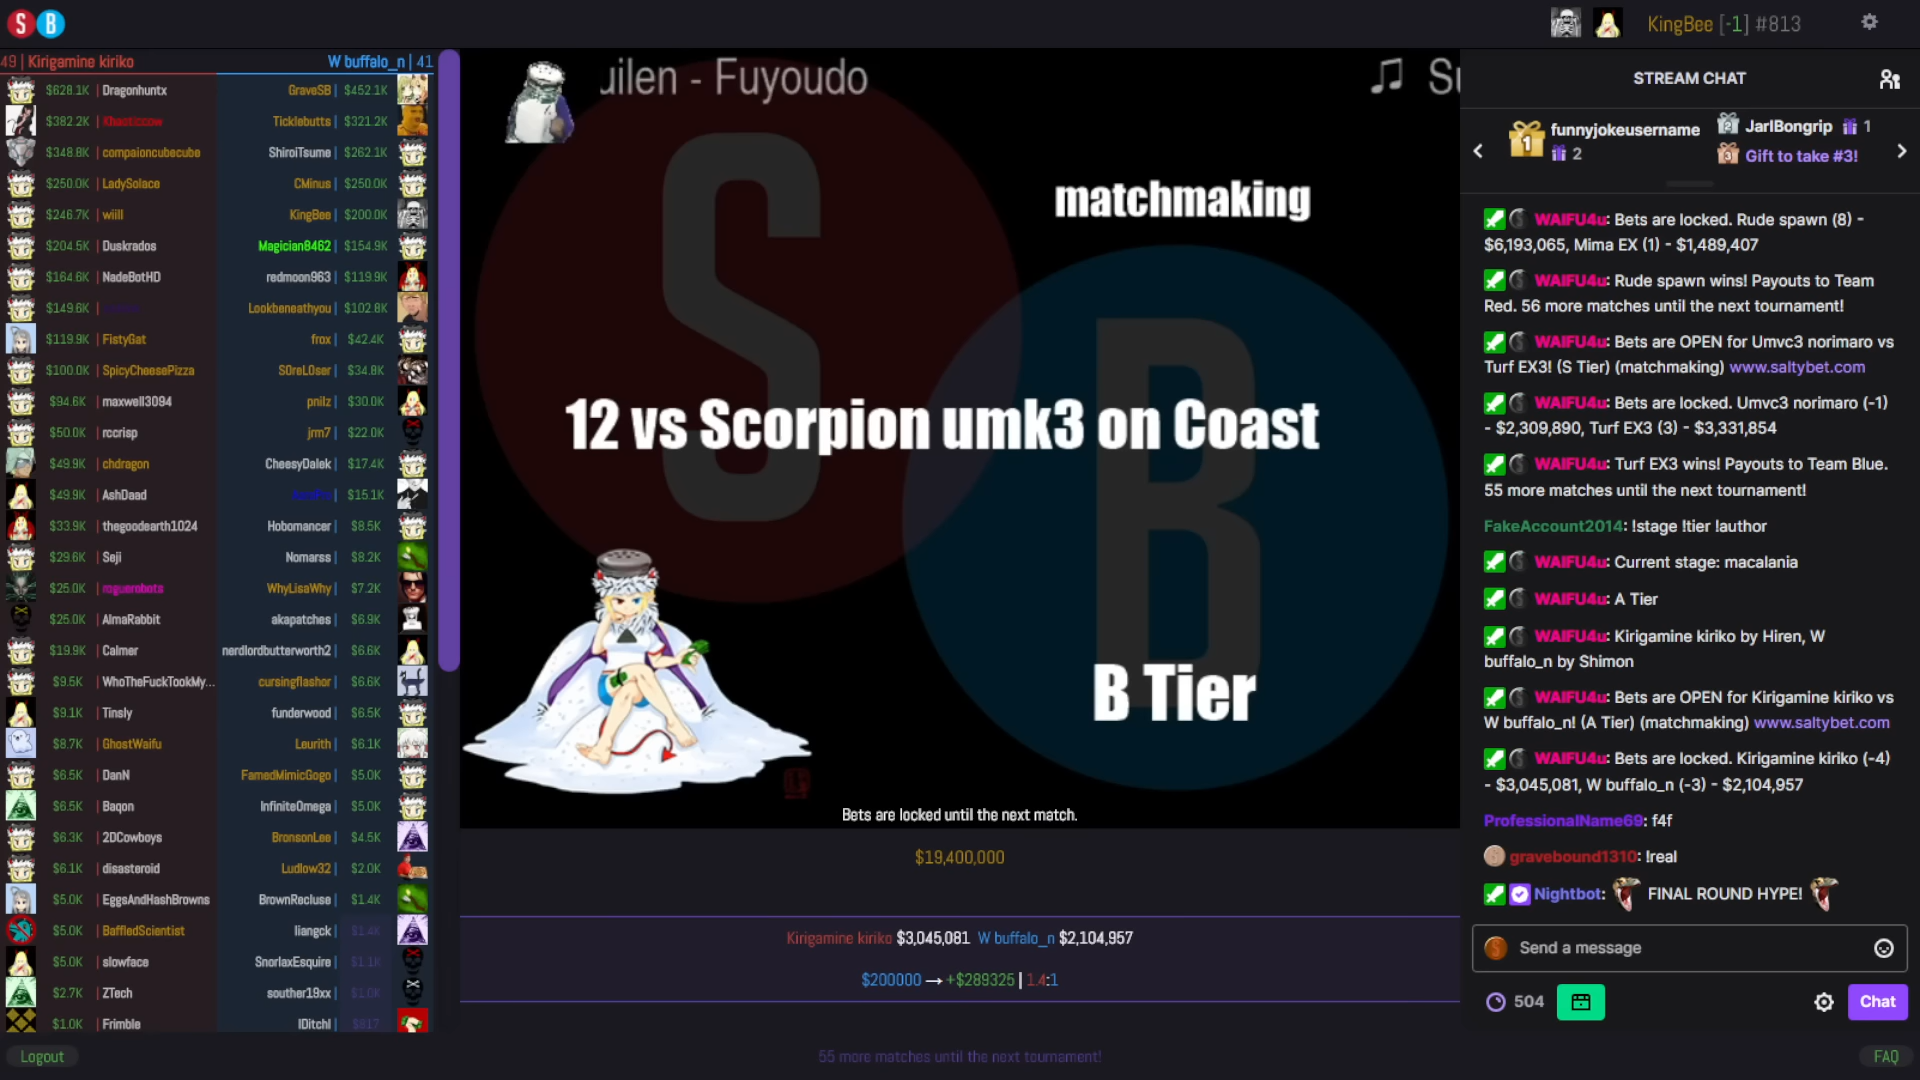 S B
KingBee [-1] #813
49 | Kirigamine kiriko
W buffalo_n | 41
$628.1K | Dragonhuntx
GraveSB | $452.1K
$382.2K | Khasticcow
Ticklebutts | $321.2K
$348.8K | compaioncubecube
ShiroiTsume | $262.1K
$250.0K | LadySolace
CMinus | $250.0K
$246.7K | wiill
KingBee | $200.0K
$204.5K | Duskrados
Magician8462 | $154.9K
$164.6K | NadeBotHD
redmoon963 | $119.9K
$149.6K |
Lookbeneathyou | $102.8K
$119.9K | FistyGat
frox | $42.4K
$100.0K | SpicyCheesePizza
S0reL0ser | $34.8K
$94.6K | maxwell3094
pnilz | $30.0K
$50.0K | rccrisp
jrm7 | $22.0K
$49.9K | chdragon
CheesyDalek | $17.4K
$49.9K | AshDaad
| $15.1K
$33.9K | thegoodearth1024
Hobomancer | $8.5K
$29.6K | Seji
Nomarss | $8.2K
$25.0K | roguerobots
WhyLisaWhy | $7.2K
$25.0K | AlmaRabbit
akapatches | $6.9K
$19.9K | Calmer
nerdlordbutterworth2 | $6.6K
$9.5K | WhoTheFuckTookMy...
cursingflashor | $6.6K
$9.1K | Tinsly
funderwood | $6.5K
$8.7K | GhostWaifu
Leurith | $6.1K
$6.5K | DanN
FamedMimicGogo | $5.0K
$6.5K | Baqon
InfiniteOmega | $5.0K
$6.3K | 2DCowboys
BronsonLee | $4.5K
$6.1K | disasteroid
Ludlow32 | $2.0K
$5.0K | EggsAndHashBrowns
BrownRecluse | $1.4K
$5.0K | BaffledScientist
liangck | $1.4K
$5.0K | slowface
SnorlaxEsquire | $1.1K
$2.7K | ZTech
souther19xx | $1.0K
$1.0K | Frimble
IDitchI | $817
uilen - Fuyoudo
♫ Su
S
B
matchmaking
12 vs Scorpion umk3 on Coast
B Tier
Bets are locked until the next match.
$19,400,000
Kirigamine kiriko $3,045,081 W buffalo_n $2,104,957
$200000 → +$289325 | 1.4:1
55 more matches until the next tournament!
Logout
FAQ
STREAM CHAT
1 funnyjokeusername
2
2 JarlBongrip 1
3 Gift to take #3!
WAIFU4u: Bets are locked. Rude spawn (8) -
$6,193,065, Mima EX (1) - $1,489,407
WAIFU4u: Rude spawn wins! Payouts to Team
Red. 56 more matches until the next tournament!
WAIFU4u: Bets are OPEN for Umvc3 norimaro vs
Turf EX3! (S Tier) (matchmaking) www.saltybet.com
WAIFU4u: Bets are locked. Umvc3 norimaro (-1)
- $2,309,890, Turf EX3 (3) - $3,331,854
WAIFU4u: Turf EX3 wins! Payouts to Team Blue.
55 more matches until the next tournament!
FakeAccount2014: !stage !tier !author
WAIFU4u: Current stage: macalania
WAIFU4u: A Tier
WAIFU4u: Kirigamine kiriko by Hiren, W
buffalo_n by Shimon
WAIFU4u: Bets are OPEN for Kirigamine kiriko vs
W buffalo_n! (A Tier) (matchmaking) www.saltybet.com
WAIFU4u: Bets are locked. Kirigamine kiriko (-4)
- $3,045,081, W buffalo_n (-3) - $2,104,957
ProfessionalName69: f4f
gravebound1310: !real
Nightbot: FINAL ROUND HYPE!
Send a message
504
Chat